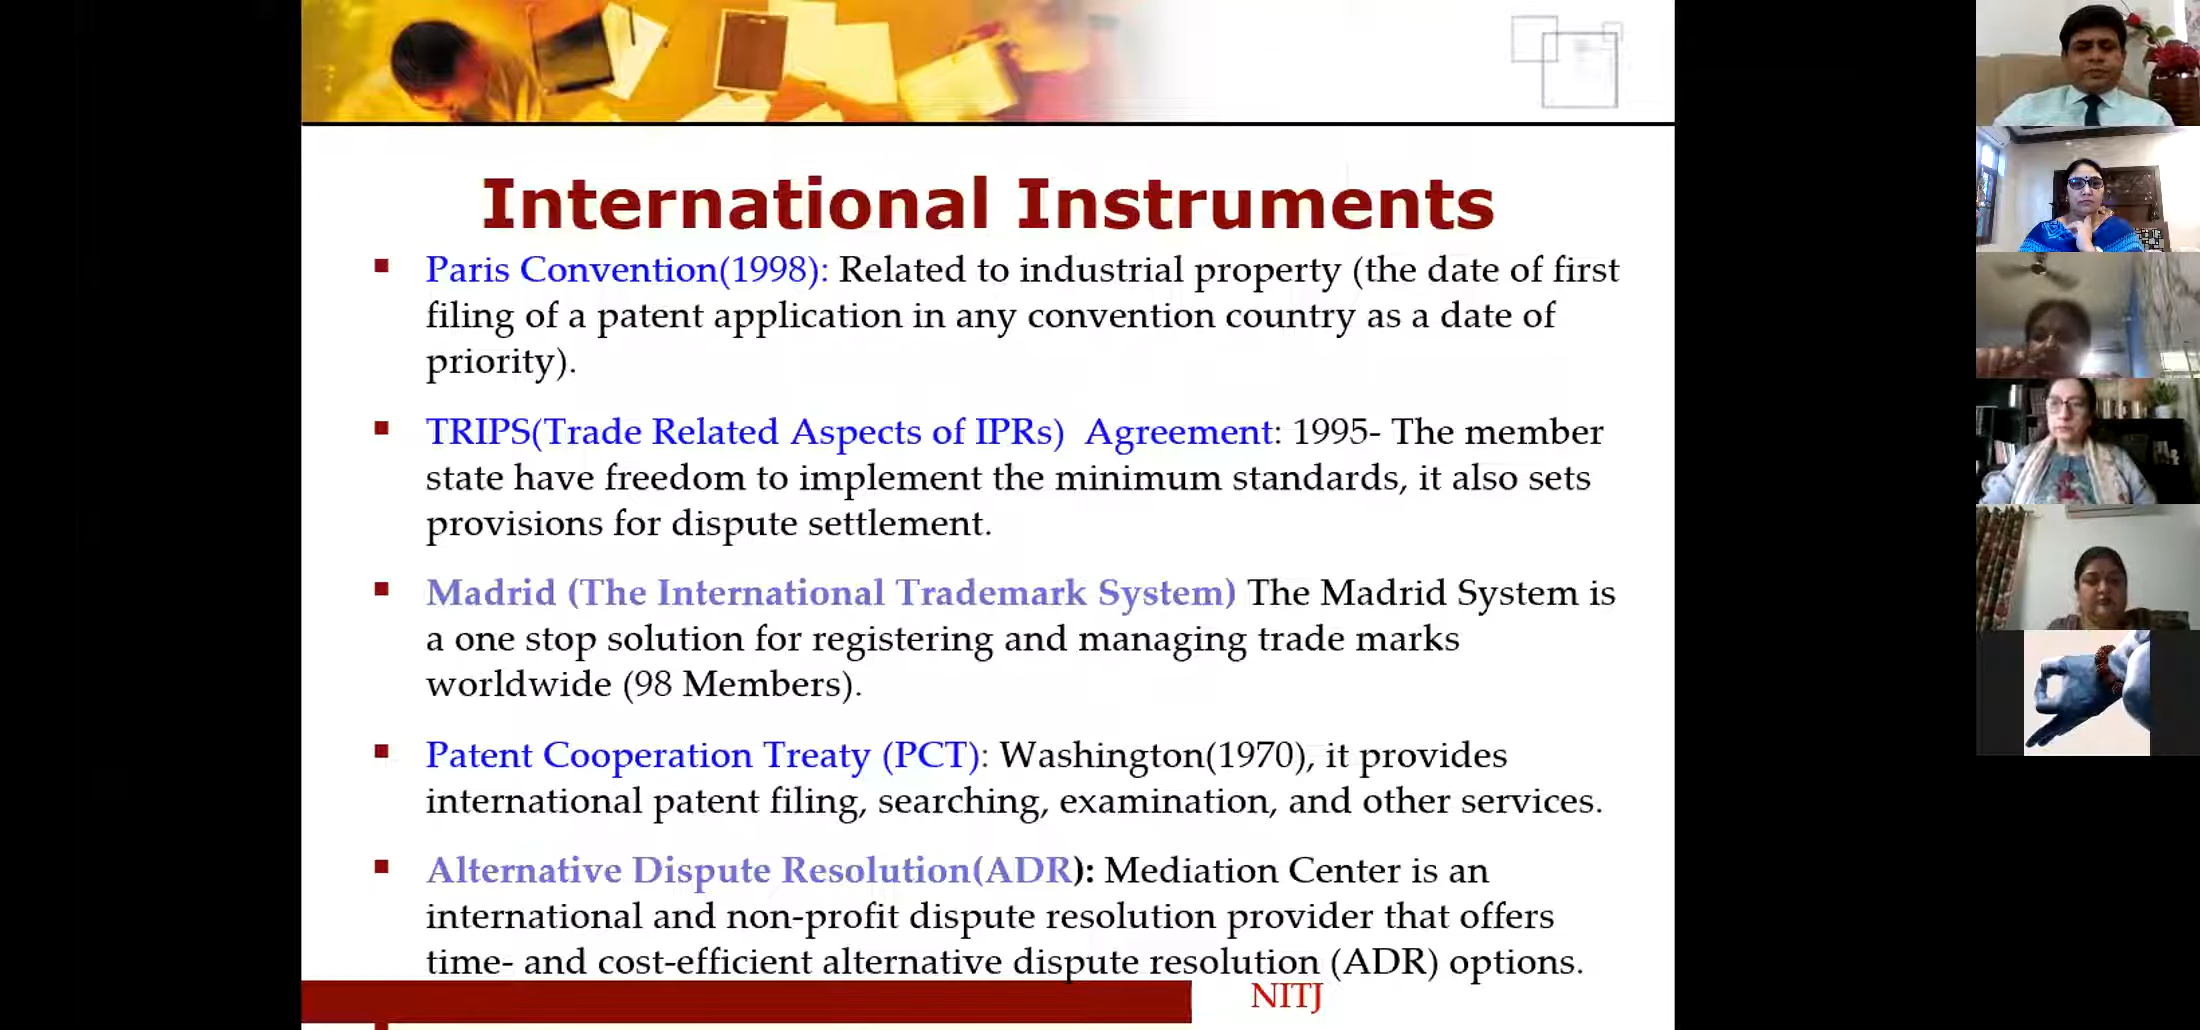 International Instruments
Paris Convention(1998): Related to industrial property (the date of first
filing of a patent application in any convention country as a date of
priority).
TRIPS(Trade Related Aspects of IPRs) Agreement: 1995- The member
state have freedom to implement the minimum standards, it also sets
provisions for dispute settlement.
Madrid (The International Trademark System) The Madrid System is
a one stop solution for registering and managing trade marks
worldwide (98 Members).
Patent Cooperation Treaty (PCT): Washington(1970), it provides
international patent filing, searching, examination, and other services.
Alternative Dispute Resolution(ADR): Mediation Center is an
international and non-profit dispute resolution provider that offers
time- and cost-efficient alternative dispute resolution (ADR) options.
NITJ